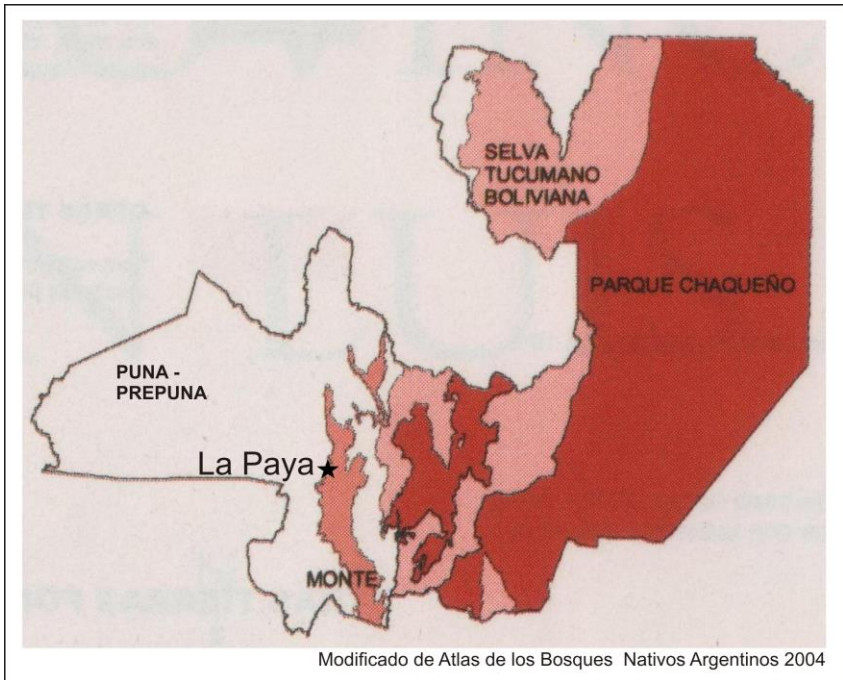 SELVA
TUCUMANO
BOLIVIANA
PARQUE CHAQUEÑO
PUNA -
PREPUNA
La Paya
MONTE
Modificado de Atlas de los Bosques Nativos Argentinos 2004